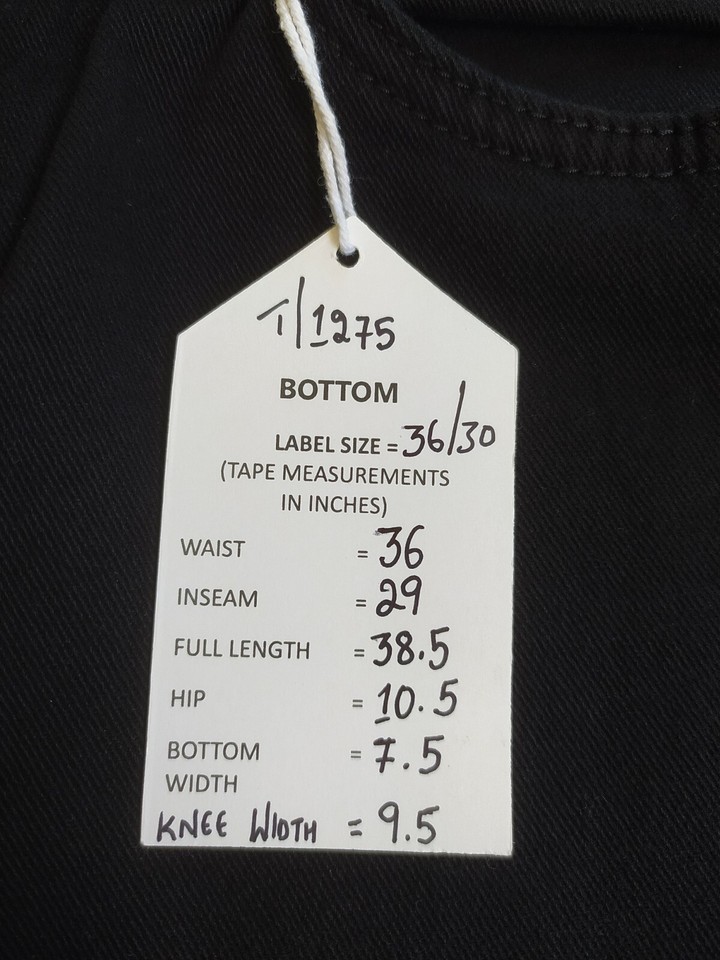 T/1275
BOTTOM
LABEL SIZE = 36/30
(TAPE MEASUREMENTS
IN INCHES)
WAIST = 36
INSEAM = 29
FULL LENGTH = 38.5
HIP = 10.5
BOTTOM = 7.5
WIDTH
KNEE WIDTH = 9.5